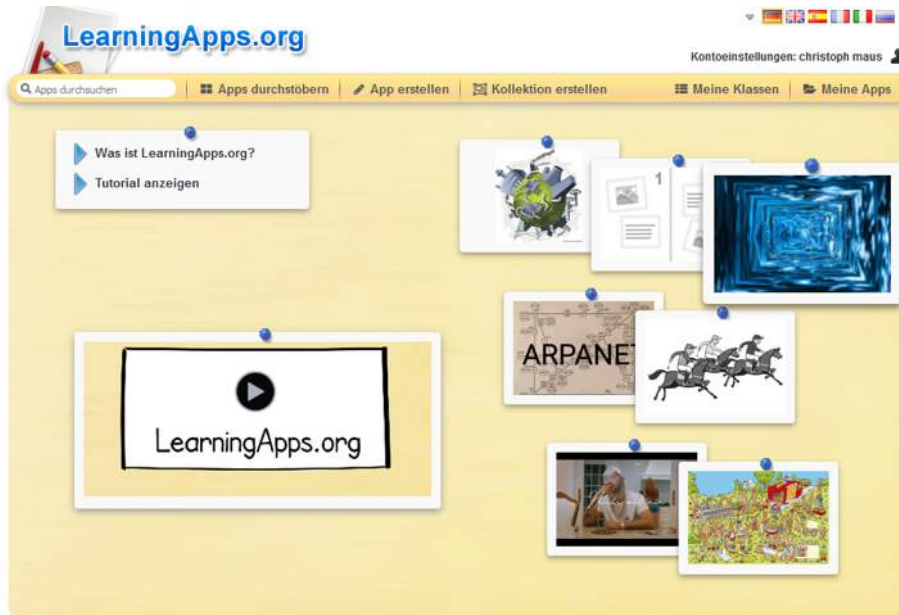 LearningApps.org
Kontoeinstellungen: christoph maus
Apps durchsuchen
Apps durchstöbern
App erstellen
Kollektion erstellen
Meine Klassen
Meine Apps
Was ist LearningApps.org?
Tutorial anzeigen
1
ARPANET
LearningApps.org